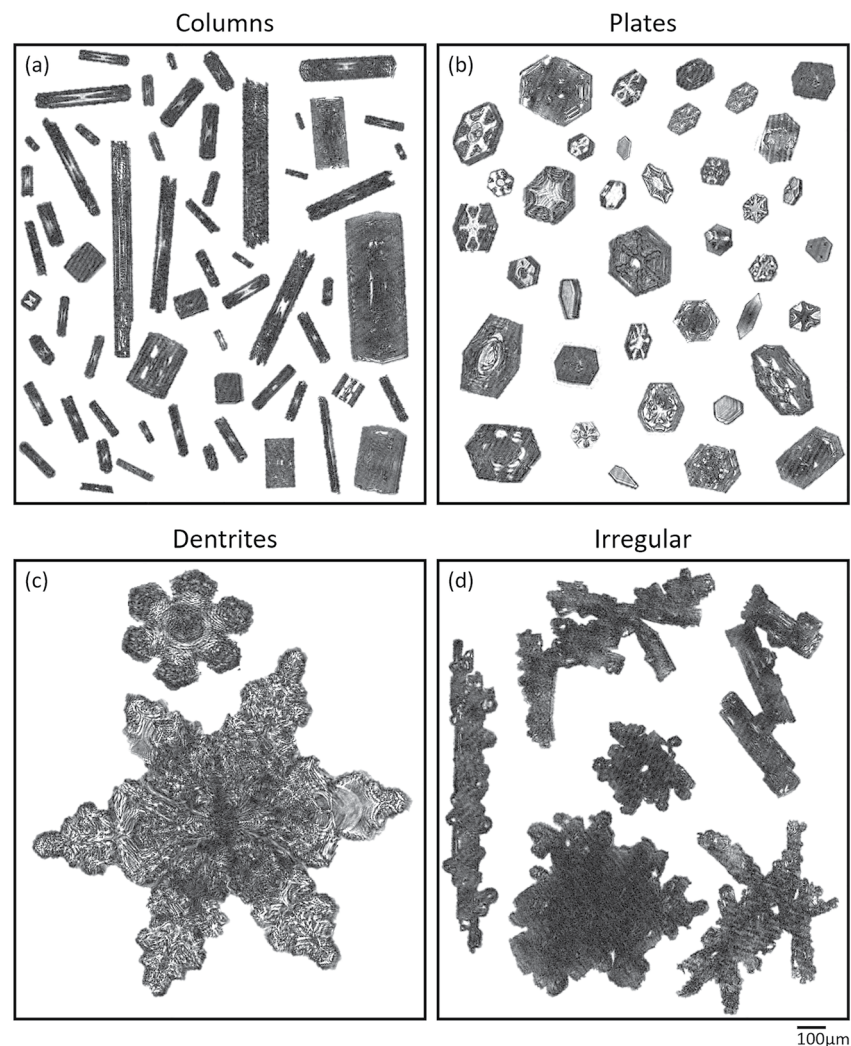 Columns
Plates
(a)
(b)
Dentrites
Irregular
(c)
(d)
100μm